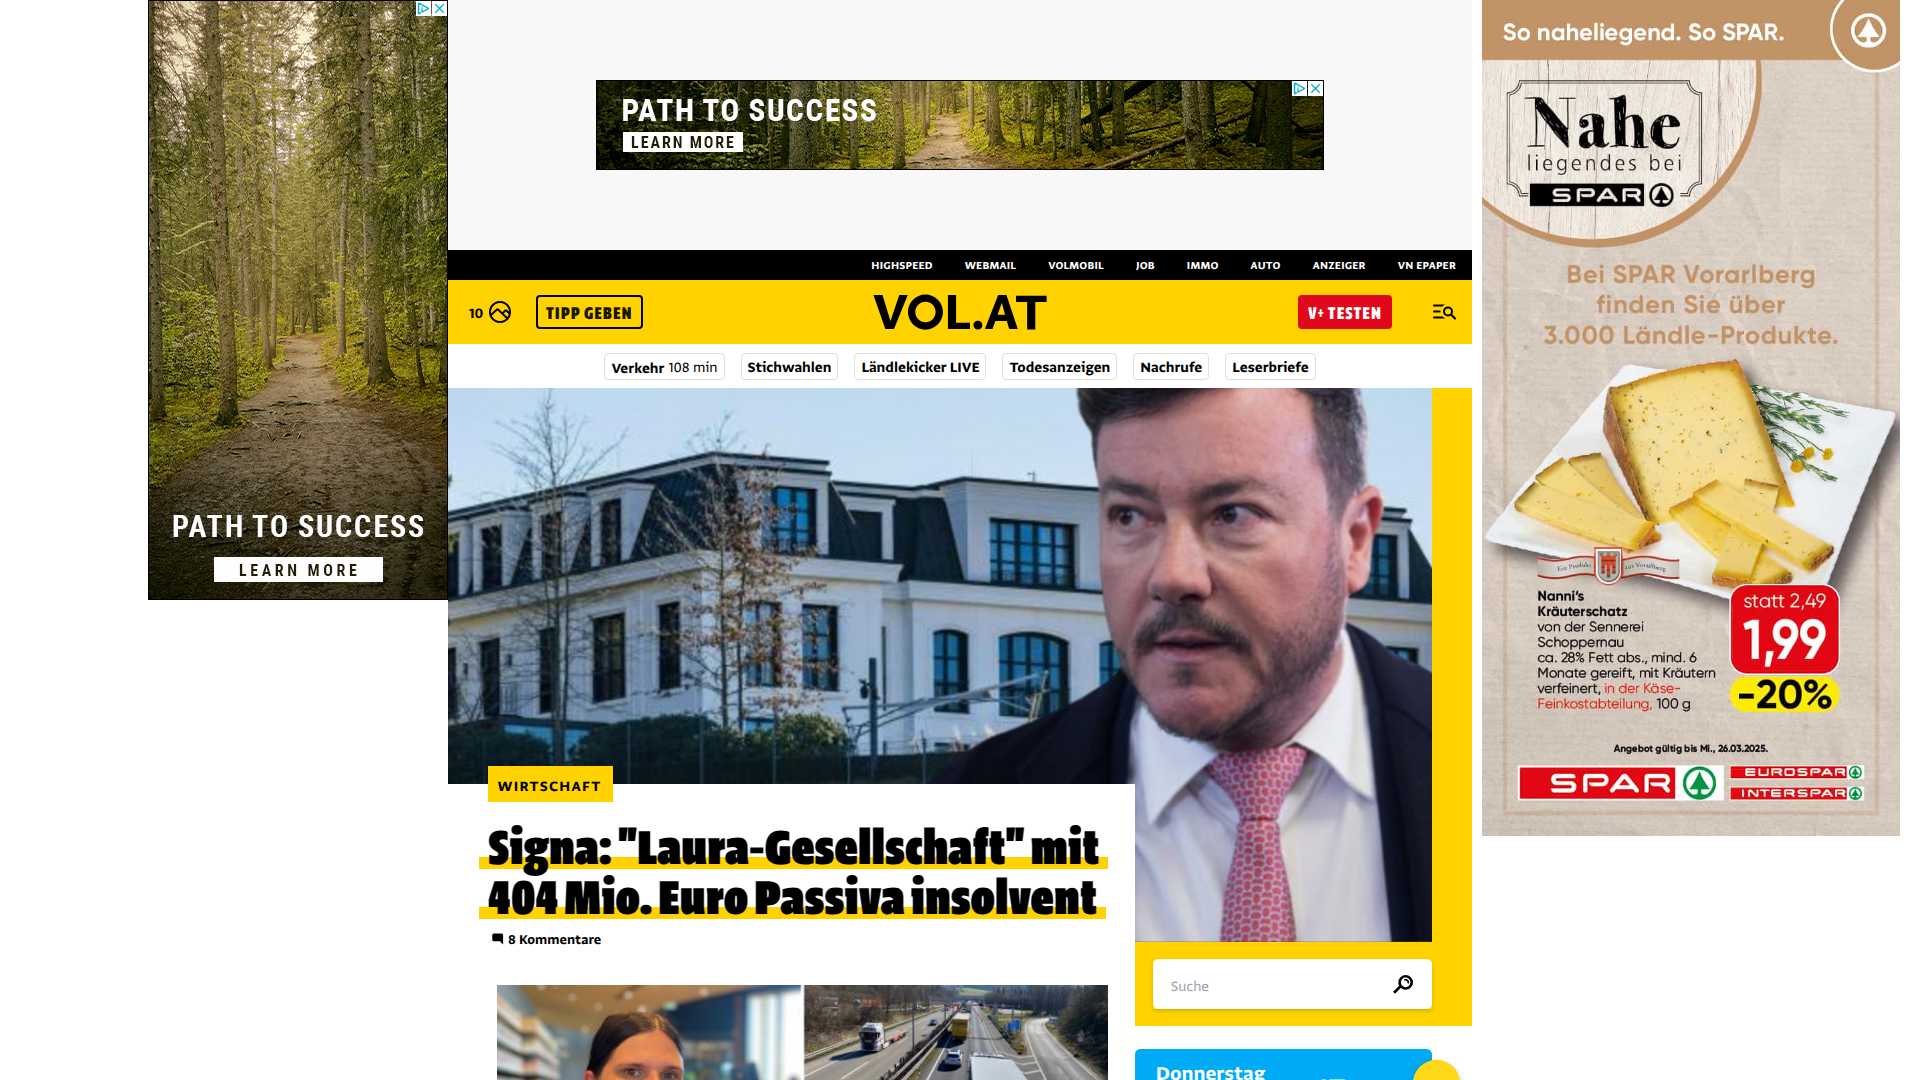 PATH TO SUCCESS
LEARN MORE
PATH TO SUCCESS
LEARN MORE
So naheliegend. So SPAR.
Nahe
liegendes bei
SPAR
Bei SPAR Vorarlberg
finden Sie über
3.000 Ländle-Produkte.
Ein Produkt aus Vorarlberg
Nanni's
Kräuterschatz
von der Sennerei
Schoppernau
ca. 28% Fett abs., mind. 6
Monate gereift, mit Kräutern
verfeinert, in der Käse-
Feinkostabteilung, 100 g
statt 2,49
1,99
-20%
Angebot gültig bis Mi., 26.03.2025.
SPAR
EUROSPAR
INTERSPAR
HIGHSPEED WEBMAIL VOLMOBIL JOB IMMO AUTO ANZEIGER VN EPAPER
10 TIPP GEBEN VOL.AT V+ TESTEN
Verkehr 108 min Stichwahlen Ländlekicker LIVE Todesanzeigen Nachrufe Leserbriefe
WIRTSCHAFT
Signa: "Laura-Gesellschaft" mit
404 Mio. Euro Passiva insolvent
8 Kommentare
Suche
Donnerstag